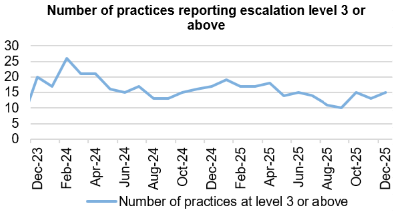 Number of practices reporting escalation level 3 or
above
30
25
20
15
10
5
0
Dec-23
Feb-24
Apr-24
Jun-24
Aug-24
Oct-24
Dec-24
Feb-25
Apr-25
Jun-25
Aug-25
Oct-25
Dec-25
Number of practices at level 3 or above